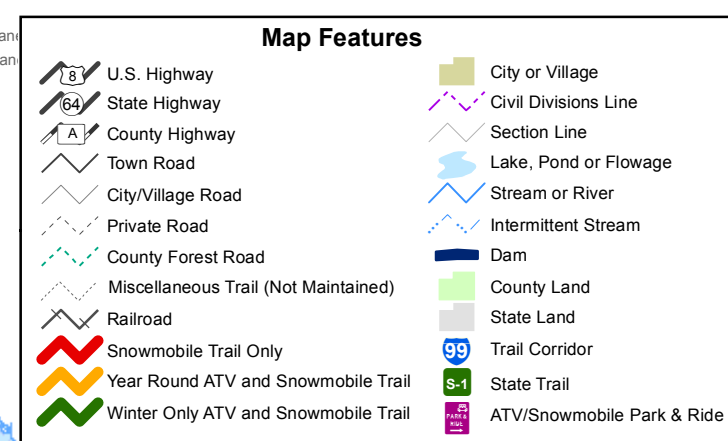 Map Features
8 U.S. Highway
64 State Highway
A County Highway
Town Road
City/Village Road
Private Road
County Forest Road
Miscellaneous Trail (Not Maintained)
Railroad
Snowmobile Trail Only
Year Round ATV and Snowmobile Trail
Winter Only ATV and Snowmobile Trail
City or Village
Civil Divisions Line
Section Line
Lake, Pond or Flowage
Stream or River
Intermittent Stream
Dam
County Land
State Land
99 Trail Corridor
S-1 State Trail
PARK & RIDE ATV/Snowmobile Park & Ride